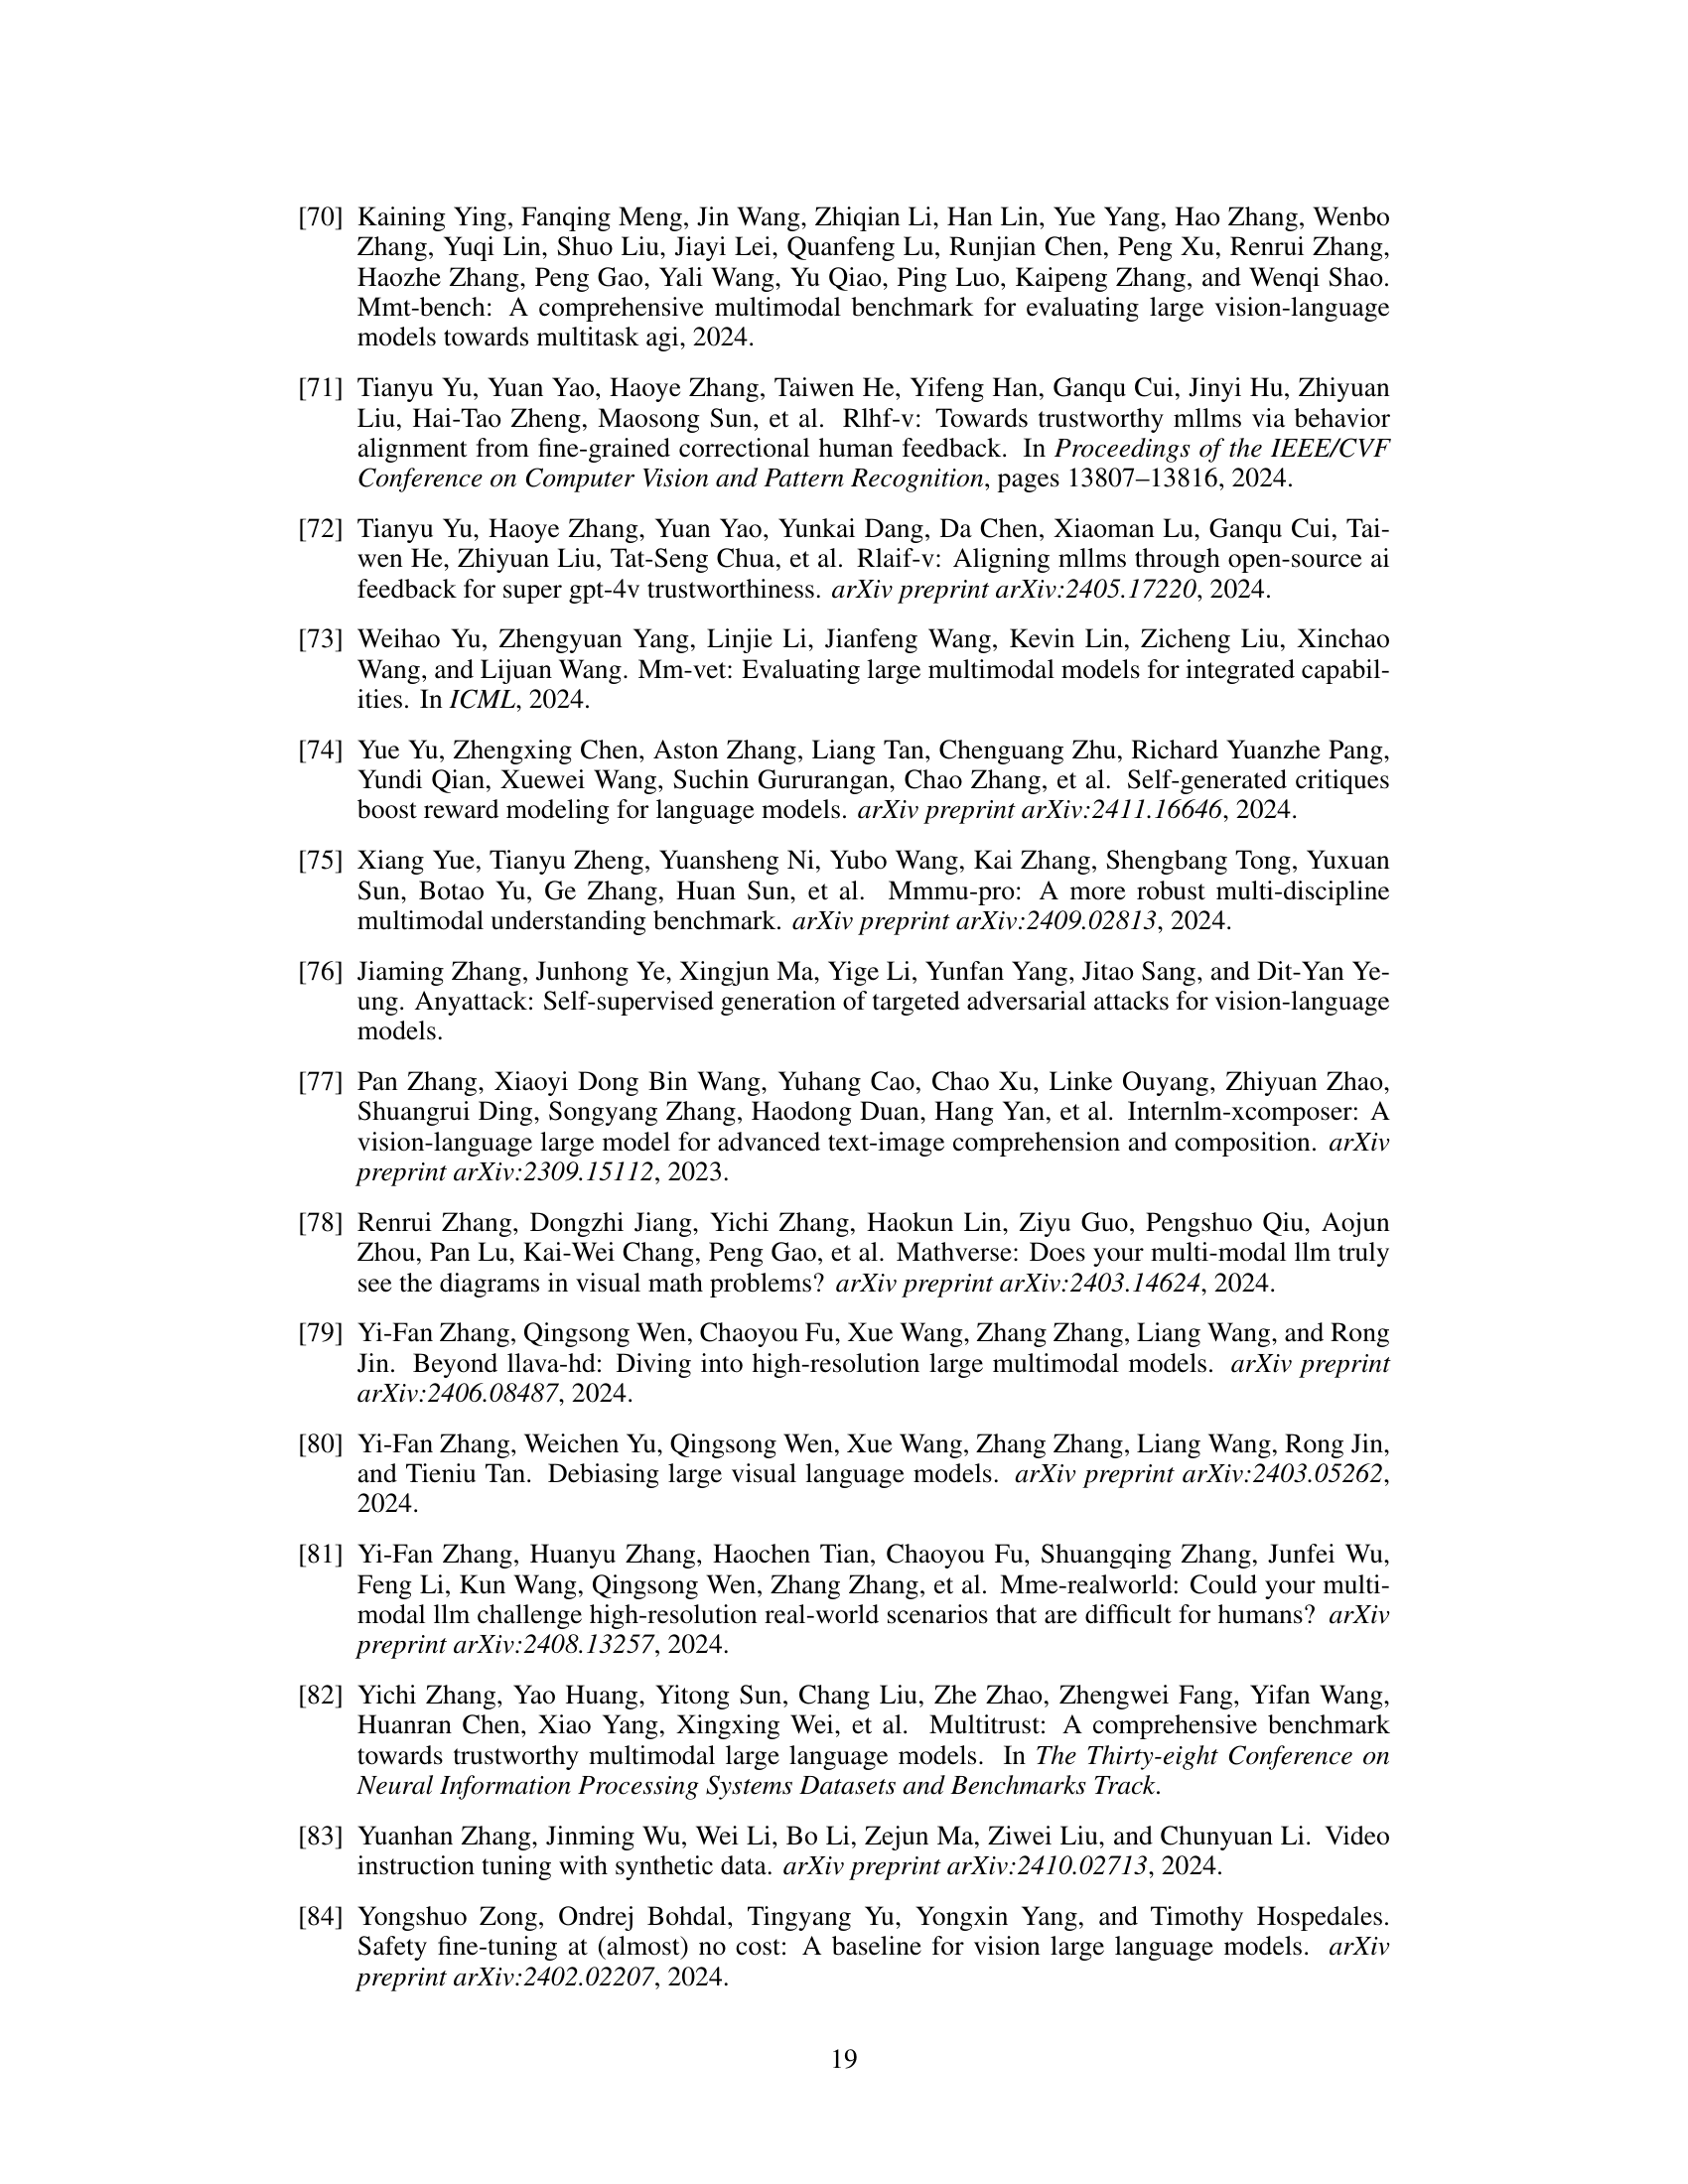 [70] Kaining Ying, Fanqing Meng, Jin Wang, Zhiqian Li, Han Lin, Yue Yang, Hao Zhang, Wenbo
Zhang, Yuqi Lin, Shuo Liu, Jiayi Lei, Quanfeng Lu, Runjian Chen, Peng Xu, Renrui Zhang,
Haozhe Zhang, Peng Gao, Yali Wang, Yu Qiao, Ping Luo, Kaipeng Zhang, and Wenqi Shao.
Mmt-bench: A comprehensive multimodal benchmark for evaluating large vision-language
models towards multitask agi, 2024.
[71] Tianyu Yu, Yuan Yao, Haoye Zhang, Taiwen He, Yifeng Han, Ganqu Cui, Jinyi Hu, Zhiyuan
Liu, Hai-Tao Zheng, Maosong Sun, et al. Rlhf-v: Towards trustworthy mllms via behavior
alignment from fine-grained correctional human feedback. In Proceedings of the IEEE/CVF
Conference on Computer Vision and Pattern Recognition, pages 13807–13816, 2024.
[72] Tianyu Yu, Haoye Zhang, Yuan Yao, Yunkai Dang, Da Chen, Xiaoman Lu, Ganqu Cui, Tai-
wen He, Zhiyuan Liu, Tat-Seng Chua, et al. Rlaif-v: Aligning mllms through open-source ai
feedback for super gpt-4v trustworthiness. arXiv preprint arXiv:2405.17220, 2024.
[73] Weihao Yu, Zhengyuan Yang, Linjie Li, Jianfeng Wang, Kevin Lin, Zicheng Liu, Xinchao
Wang, and Lijuan Wang. Mm-vet: Evaluating large multimodal models for integrated capabil-
ities. In ICML, 2024.
[74] Yue Yu, Zhengxing Chen, Aston Zhang, Liang Tan, Chenguang Zhu, Richard Yuanzhe Pang,
Yundi Qian, Xuewei Wang, Suchin Gururangan, Chao Zhang, et al. Self-generated critiques
boost reward modeling for language models. arXiv preprint arXiv:2411.16646, 2024.
[75] Xiang Yue, Tianyu Zheng, Yuansheng Ni, Yubo Wang, Kai Zhang, Shengbang Tong, Yuxuan
Sun, Botao Yu, Ge Zhang, Huan Sun, et al. Mmmu-pro: A more robust multi-discipline
multimodal understanding benchmark. arXiv preprint arXiv:2409.02813, 2024.
[76] Jiaming Zhang, Junhong Ye, Xingjun Ma, Yige Li, Yunfan Yang, Jitao Sang, and Dit-Yan Ye-
ung. Anyattack: Self-supervised generation of targeted adversarial attacks for vision-language
models.
[77] Pan Zhang, Xiaoyi Dong Bin Wang, Yuhang Cao, Chao Xu, Linke Ouyang, Zhiyuan Zhao,
Shuangrui Ding, Songyang Zhang, Haodong Duan, Hang Yan, et al. Internlm-xcomposer: A
vision-language large model for advanced text-image comprehension and composition. arXiv
preprint arXiv:2309.15112, 2023.
[78] Renrui Zhang, Dongzhi Jiang, Yichi Zhang, Haokun Lin, Ziyu Guo, Pengshuo Qiu, Aojun
Zhou, Pan Lu, Kai-Wei Chang, Peng Gao, et al. Mathverse: Does your multi-modal llm truly
see the diagrams in visual math problems? arXiv preprint arXiv:2403.14624, 2024.
[79] Yi-Fan Zhang, Qingsong Wen, Chaoyou Fu, Xue Wang, Zhang Zhang, Liang Wang, and Rong
Jin. Beyond llava-hd: Diving into high-resolution large multimodal models. arXiv preprint
arXiv:2406.08487, 2024.
[80] Yi-Fan Zhang, Weichen Yu, Qingsong Wen, Xue Wang, Zhang Zhang, Liang Wang, Rong Jin,
and Tieniu Tan. Debiasing large visual language models. arXiv preprint arXiv:2403.05262,
2024.
[81] Yi-Fan Zhang, Huanyu Zhang, Haochen Tian, Chaoyou Fu, Shuangqing Zhang, Junfei Wu,
Feng Li, Kun Wang, Qingsong Wen, Zhang Zhang, et al. Mme-realworld: Could your multi-
modal llm challenge high-resolution real-world scenarios that are difficult for humans? arXiv
preprint arXiv:2408.13257, 2024.
[82] Yichi Zhang, Yao Huang, Yitong Sun, Chang Liu, Zhe Zhao, Zhengwei Fang, Yifan Wang,
Huanran Chen, Xiao Yang, Xingxing Wei, et al. Multitrust: A comprehensive benchmark
towards trustworthy multimodal large language models. In The Thirty-eight Conference on
Neural Information Processing Systems Datasets and Benchmarks Track.
[83] Yuanhan Zhang, Jinming Wu, Wei Li, Bo Li, Zejun Ma, Ziwei Liu, and Chunyuan Li. Video
instruction tuning with synthetic data. arXiv preprint arXiv:2410.02713, 2024.
[84] Yongshuo Zong, Ondrej Bohdal, Tingyang Yu, Yongxin Yang, and Timothy Hospedales.
Safety fine-tuning at (almost) no cost: A baseline for vision large language models. arXiv
preprint arXiv:2402.02207, 2024.
19